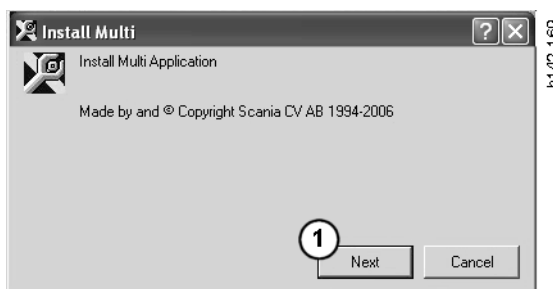 Install Multi
Install Multi Application
Made by and © Copyright Scania CV AB 1994-2006
1
Next
Cancel